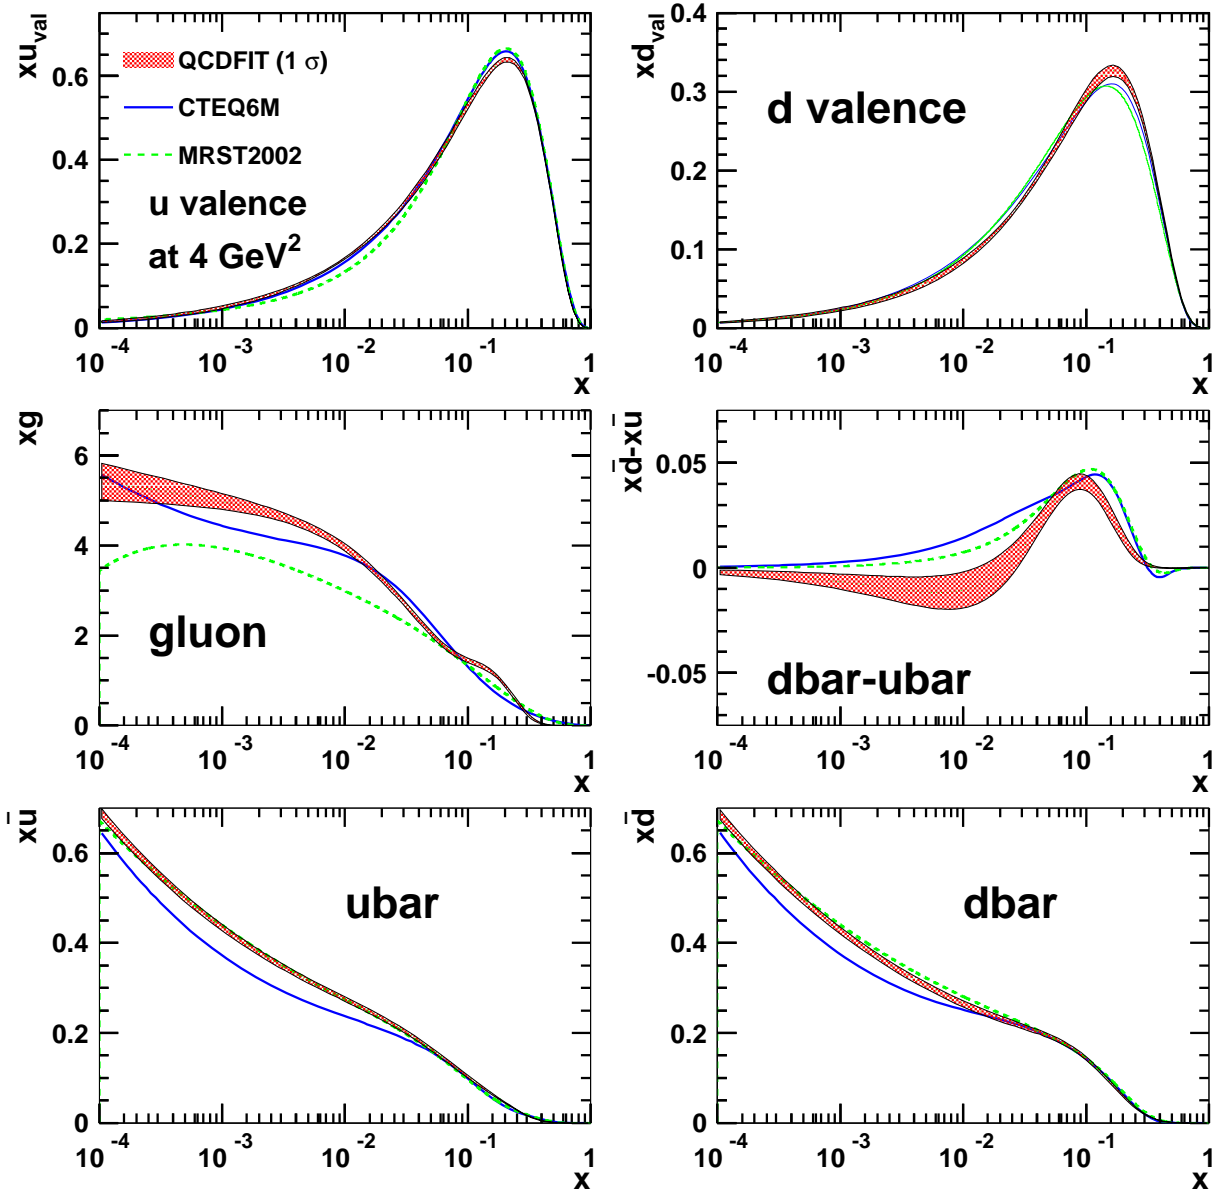 xu_val
0.6
0.4
0.2
0
QCDFIT (1 σ)
CTEQ6M
MRST2002
u valence
at 4 GeV²
10⁻⁴ 10⁻³ 10⁻² 10⁻¹ 1
x
xd_val
0.4
0.3
0.2
0.1
0
d valence
10⁻⁴ 10⁻³ 10⁻² 10⁻¹ 1
x
xg
6
4
2
0
gluon
10⁻⁴ 10⁻³ 10⁻² 10⁻¹ 1
x
xd̄-xū
0.05
0
-0.05
dbar-ubar
10⁻⁴ 10⁻³ 10⁻² 10⁻¹ 1
x
xū
0.6
0.4
0.2
0
ubar
10⁻⁴ 10⁻³ 10⁻² 10⁻¹ 1
x
xd̄
0.6
0.4
0.2
0
dbar
10⁻⁴ 10⁻³ 10⁻² 10⁻¹ 1
x